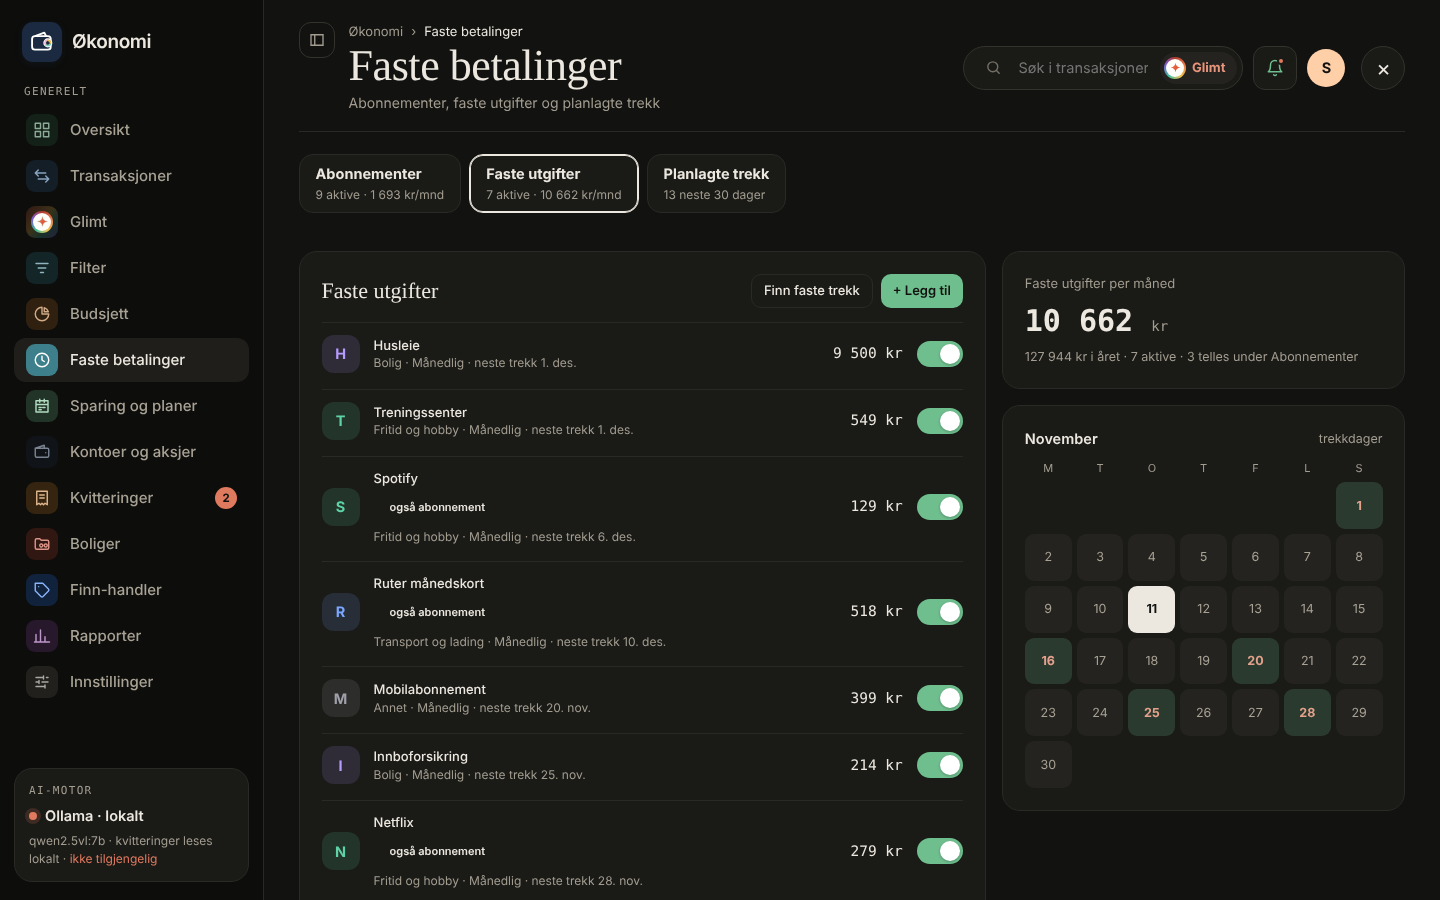 Økonomi
GENERELT
Oversikt
Transaksjoner
Glimt
Filter
Budsjett
Faste betalinger
Sparing og planer
Kontoer og aksjer
Kvitteringer 2
Boliger
Finn-handler
Rapporter
Innstillinger
AI-MOTOR
Ollama · lokalt
qwen2.5vl:7b · kvitteringer leses
lokalt · ikke tilgjengelig
Økonomi › Faste betalinger
Faste betalinger
Abonnementer, faste utgifter og planlagte trekk
Søk i transaksjoner Glimt
S
Abonnementer
9 aktive · 1 693 kr/mnd
Faste utgifter
7 aktive · 10 662 kr/mnd
Planlagte trekk
13 neste 30 dager
Faste utgifter
Finn faste trekk
+ Legg til
H
Husleie
Bolig · Månedlig · neste trekk 1. des.
9 500 kr
T
Treningssenter
Fritid og hobby · Månedlig · neste trekk 1. des.
549 kr
S
Spotify
også abonnement
Fritid og hobby · Månedlig · neste trekk 6. des.
129 kr
R
Ruter månedskort
også abonnement
Transport og lading · Månedlig · neste trekk 10. des.
518 kr
M
Mobilabonnement
Annet · Månedlig · neste trekk 20. nov.
399 kr
I
Innboforsikring
Bolig · Månedlig · neste trekk 25. nov.
214 kr
N
Netflix
også abonnement
Fritid og hobby · Månedlig · neste trekk 28. nov.
279 kr
Faste utgifter per måned
10 662 kr
127 944 kr i året · 7 aktive · 3 telles under Abonnementer
November trekkdager
M T O T F L S
1
2 3 4 5 6 7 8
9 10 11 12 13 14 15
16 17 18 19 20 21 22
23 24 25 26 27 28 29
30